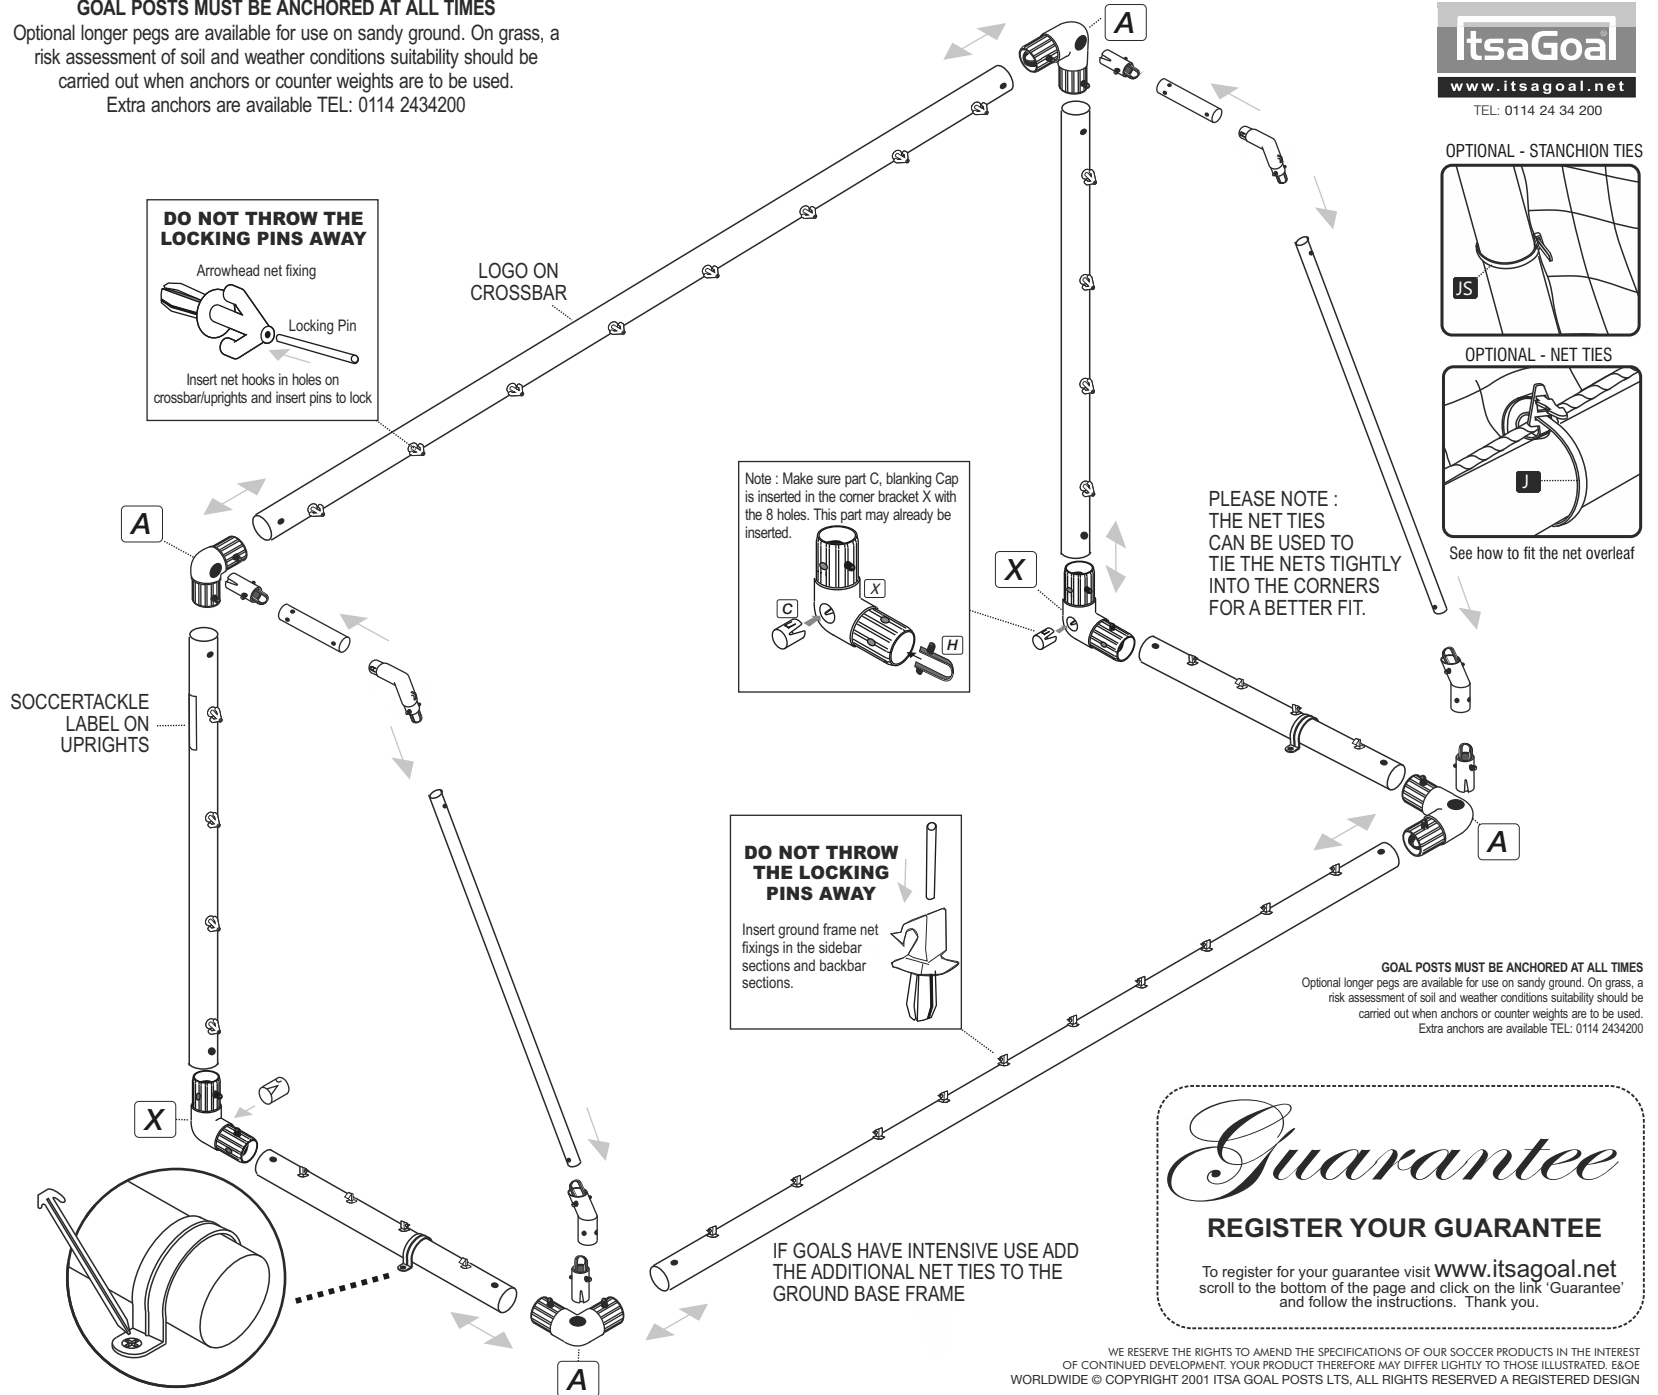 GOAL POSTS MUST BE ANCHORED AT ALL TIMES
Optional longer pegs are available for use on sandy ground. On grass, a
risk assessment of soil and weather conditions suitability should be
carried out when anchors or counter weights are to be used.
Extra anchors are available TEL: 0114 2434200
A
ItsaGoal®
www.itsagoal.net
TEL: 0114 24 34 200
OPTIONAL - STANCHION TIES
JS
OPTIONAL - NET TIES
J
See how to fit the net overleaf
DO NOT THROW THE
LOCKING PINS AWAY
Arrowhead net fixing
Locking Pin
Insert net hooks in holes on
crossbar/uprights and insert pins to lock
LOGO ON
CROSSBAR
A
Note : Make sure part C, blanking Cap
is inserted in the corner bracket X with
the 8 holes. This part may already be
inserted.
X
C
H
X
PLEASE NOTE :
THE NET TIES
CAN BE USED TO
TIE THE NETS TIGHTLY
INTO THE CORNERS
FOR A BETTER FIT.
SOCCERTACKLE
LABEL ON
UPRIGHTS
A
DO NOT THROW
THE LOCKING
PINS AWAY
Insert ground frame net
fixings in the sidebar
sections and backbar
sections.
GOAL POSTS MUST BE ANCHORED AT ALL TIMES
Optional longer pegs are available for use on sandy ground. On grass, a
risk assessment of soil and weather conditions suitability should be
carried out when anchors or counter weights are to be used.
Extra anchors are available TEL: 0114 2434200
X
IF GOALS HAVE INTENSIVE USE ADD
THE ADDITIONAL NET TIES TO THE
GROUND BASE FRAME
A
Guarantee
REGISTER YOUR GUARANTEE
To register for your guarantee visit www.itsagoal.net
scroll to the bottom of the page and click on the link ‘Guarantee’
and follow the instructions. Thank you.
WE RESERVE THE RIGHTS TO AMEND THE SPECIFICATIONS OF OUR SOCCER PRODUCTS IN THE INTEREST
OF CONTINUED DEVELOPMENT. YOUR PRODUCT THEREFORE MAY DIFFER LIGHTLY TO THOSE ILLUSTRATED. E&OE
WORLDWIDE © COPYRIGHT 2001 ITSA GOAL POSTS LTS, ALL RIGHTS RESERVED A REGISTERED DESIGN